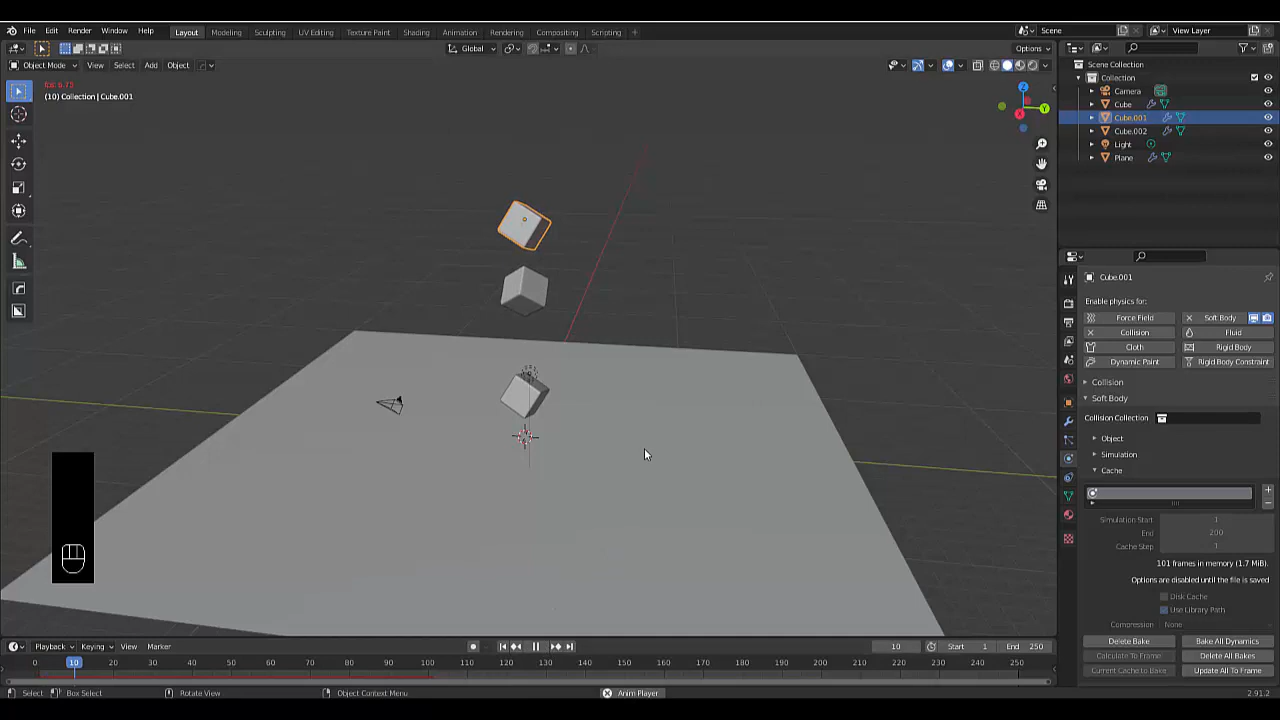 File Edit Render Window Help Layout Modeling Sculpting UV Editing Texture Paint Shading Animation Rendering Compositing Scripting + Scene View Layer
Global Options
Object Mode View Select Add Object
(10) Collection | Cube.001
Z
Y
X
Scene Collection
Collection
Camera
Cube
Cube.001
Cube.002
Light
Plane
Cube.001
Enable physics for:
Force Field Soft Body
Collision Fluid
Cloth Rigid Body
Dynamic Paint Rigid Body Constraint
Collision
Soft Body
Collision Collection
Object
Simulation
Cache
Simulation Start 1
End 200
Cache Step 1
101 frames in memory (1.7 MiB).
Options are disabled until the file is saved
Disk Cache
Use Library Path
Compression None
Delete Bake Bake All Dynamics
Calculate To Frame Delete All Bakes
Current Cache to Bake Update All To Frame
Playback Keying View Marker 10 Start 1 End 250
0 10 20 30 40 50 60 70 80 90 100 110 120 130 140 150 160 170 180 190 200 210 220 230 240 250
Select Box Select Rotate View Object Context Menu Anim Player 2.91.2